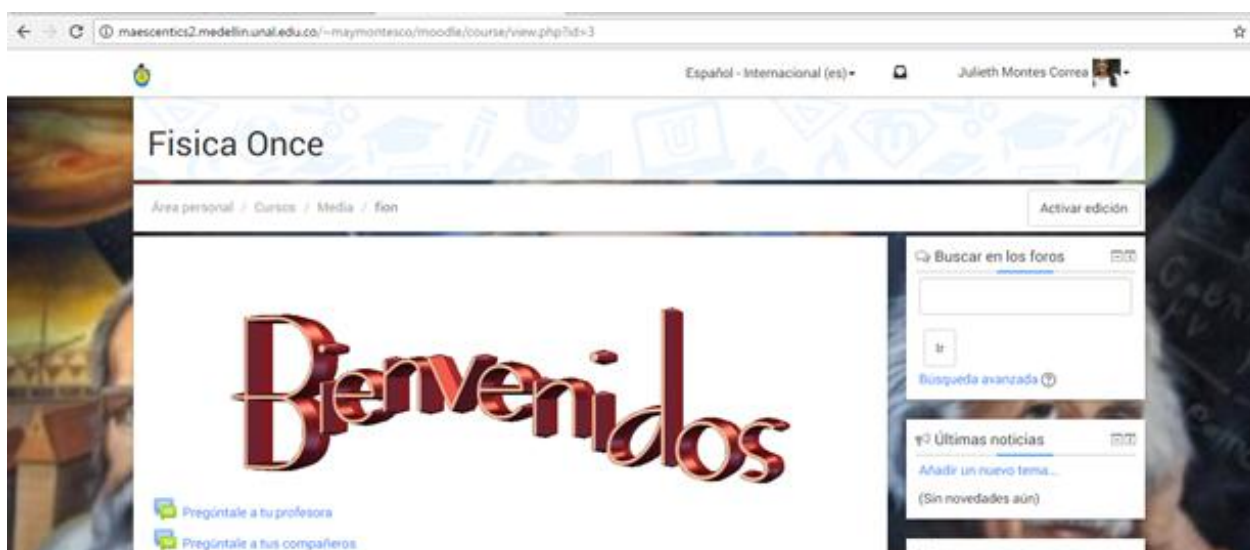 maescentics2.medellin.unal.edu.co/~maymontesco/moodle/course/view.php?id=3
Español - Internacional (es)
Julieth Montes Correa
Fisica Once
Área personal / Cursos / Media / fion
Activar edición
Bienvenidos
Pregúntale a tu profesora
Pregúntale a tus compañeros
Buscar en los foros
Ir
Búsqueda avanzada
Últimas noticias
Añadir un nuevo tema...
(Sin novedades aún)